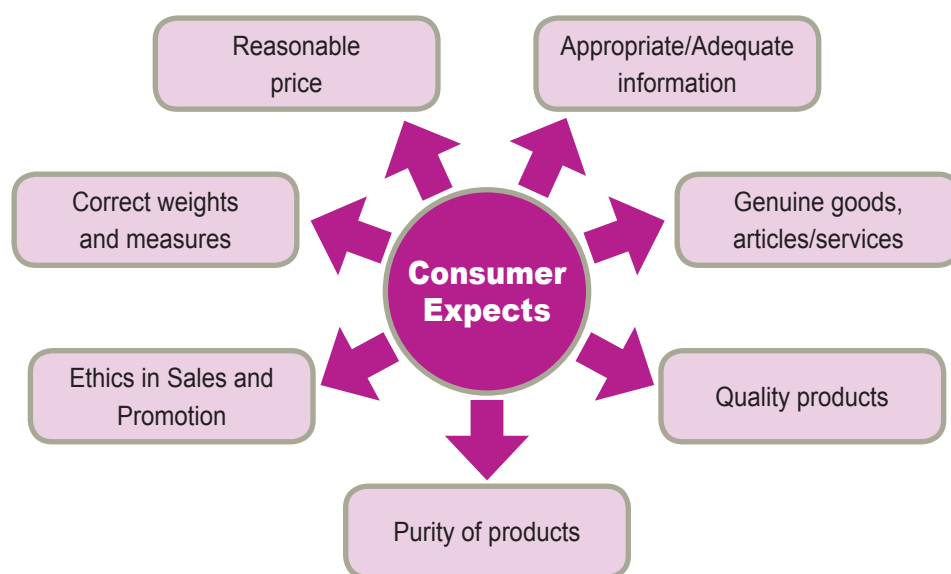 Reasonable
price
Appropriate/Adequate
information
Correct weights
and measures
Genuine goods,
articles/services
Consumer
Expects
Ethics in Sales and
Promotion
Quality products
Purity of products